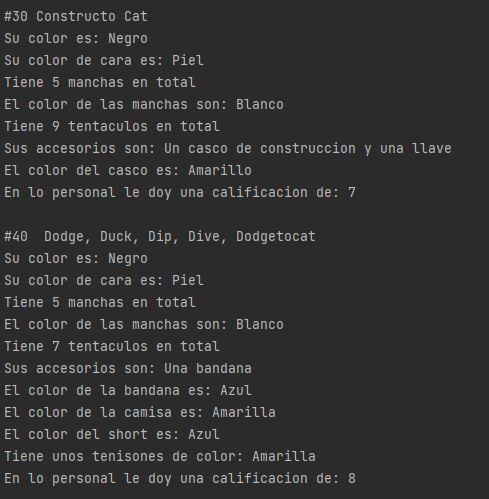 #30 Constructo Cat
Su color es: Negro
Su color de cara es: Piel
Tiene 5 manchas en total
El color de las manchas son: Blanco
Tiene 9 tentaculos en total
Sus accesorios son: Un casco de construccion y una llave
El color del casco es: Amarillo
En lo personal le doy una calificacion de: 7

#40  Dodge, Duck, Dip, Dive, Dodgetocat
Su color es: Negro
Su color de cara es: Piel
Tiene 5 manchas en total
El color de las manchas son: Blanco
Tiene 7 tentaculos en total
Sus accesorios son: Una bandana
El color de la bandana es: Azul
El color de la camisa es: Amarilla
El color del short es: Azul
Tiene unos tenisones de color: Amarilla
En lo personal le doy una calificacion de: 8